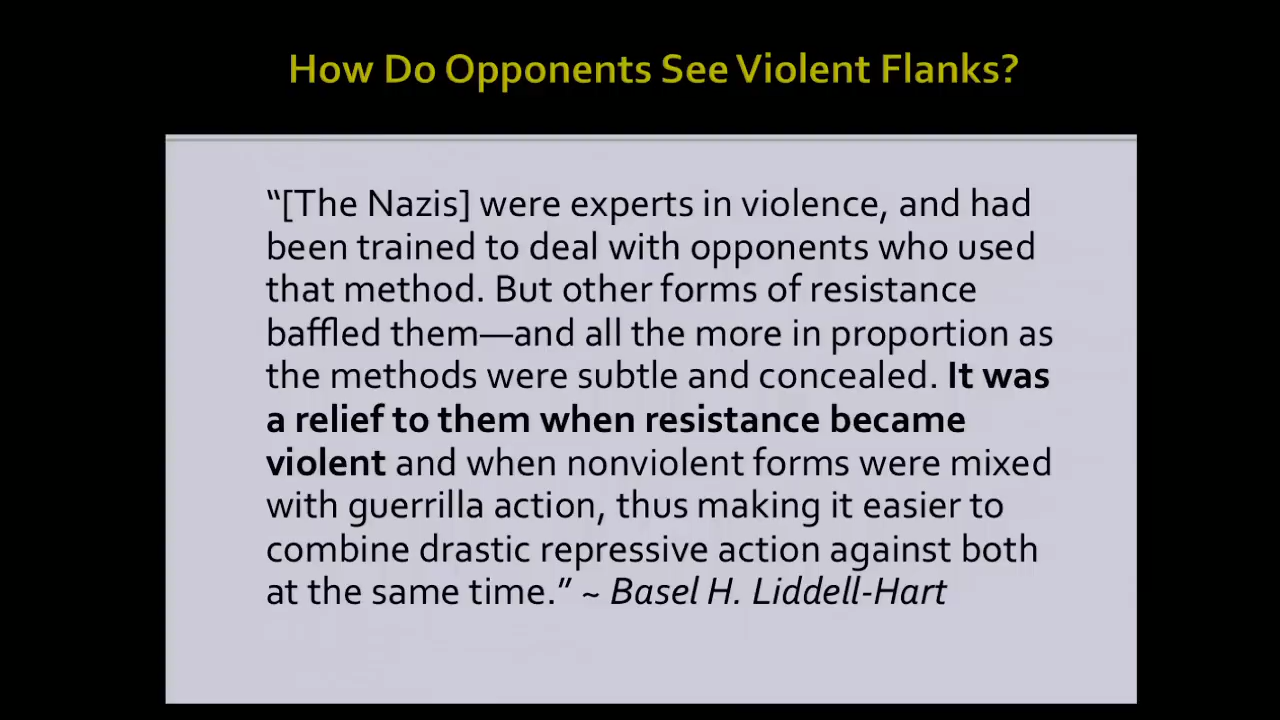 How Do Opponents See Violent Flanks?
“[The Nazis] were experts in violence, and had
been trained to deal with opponents who used
that method. But other forms of resistance
baffled them—and all the more in proportion as
the methods were subtle and concealed. It was
a relief to them when resistance became
violent and when nonviolent forms were mixed
with guerrilla action, thus making it easier to
combine drastic repressive action against both
at the same time.” ~ Basel H. Liddell-Hart